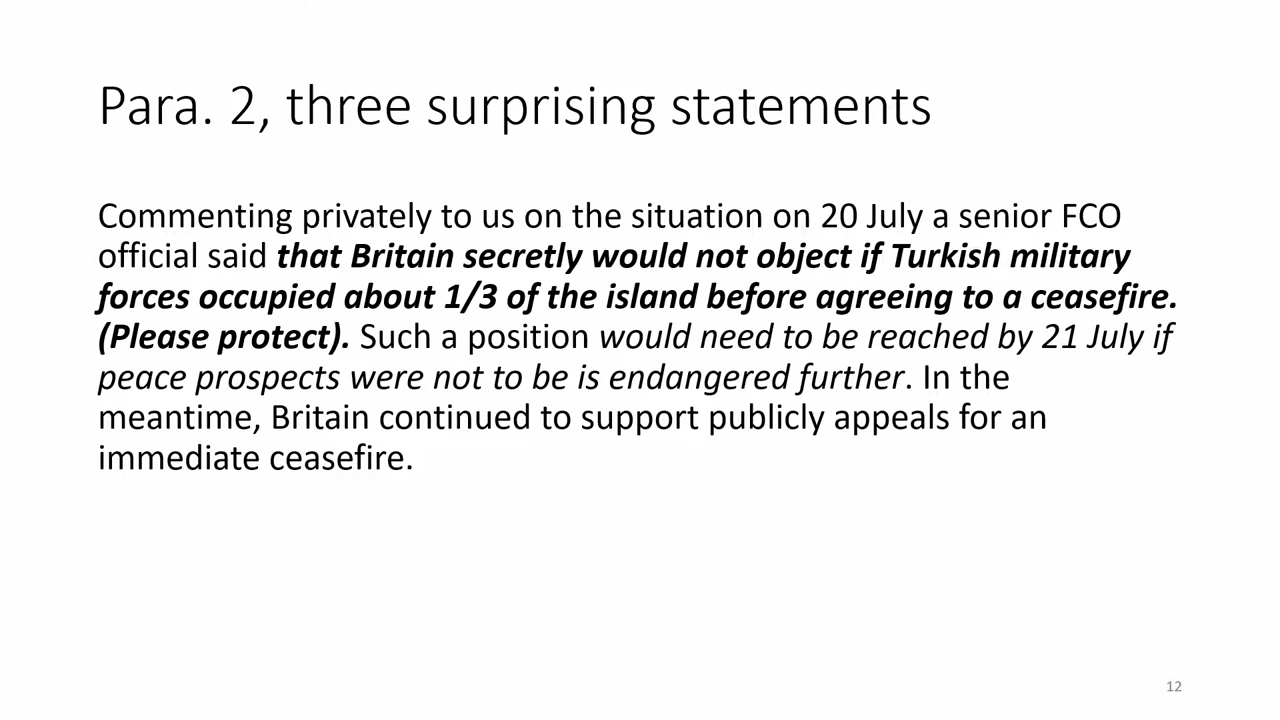 Para. 2, three surprising statements
Commenting privately to us on the situation on 20 July a senior FCO
official said that Britain secretly would not object if Turkish military
forces occupied about 1/3 of the island before agreeing to a ceasefire.
(Please protect). Such a position would need to be reached by 21 July if
peace prospects were not to be is endangered further. In the
meantime, Britain continued to support publicly appeals for an
immediate ceasefire.
12